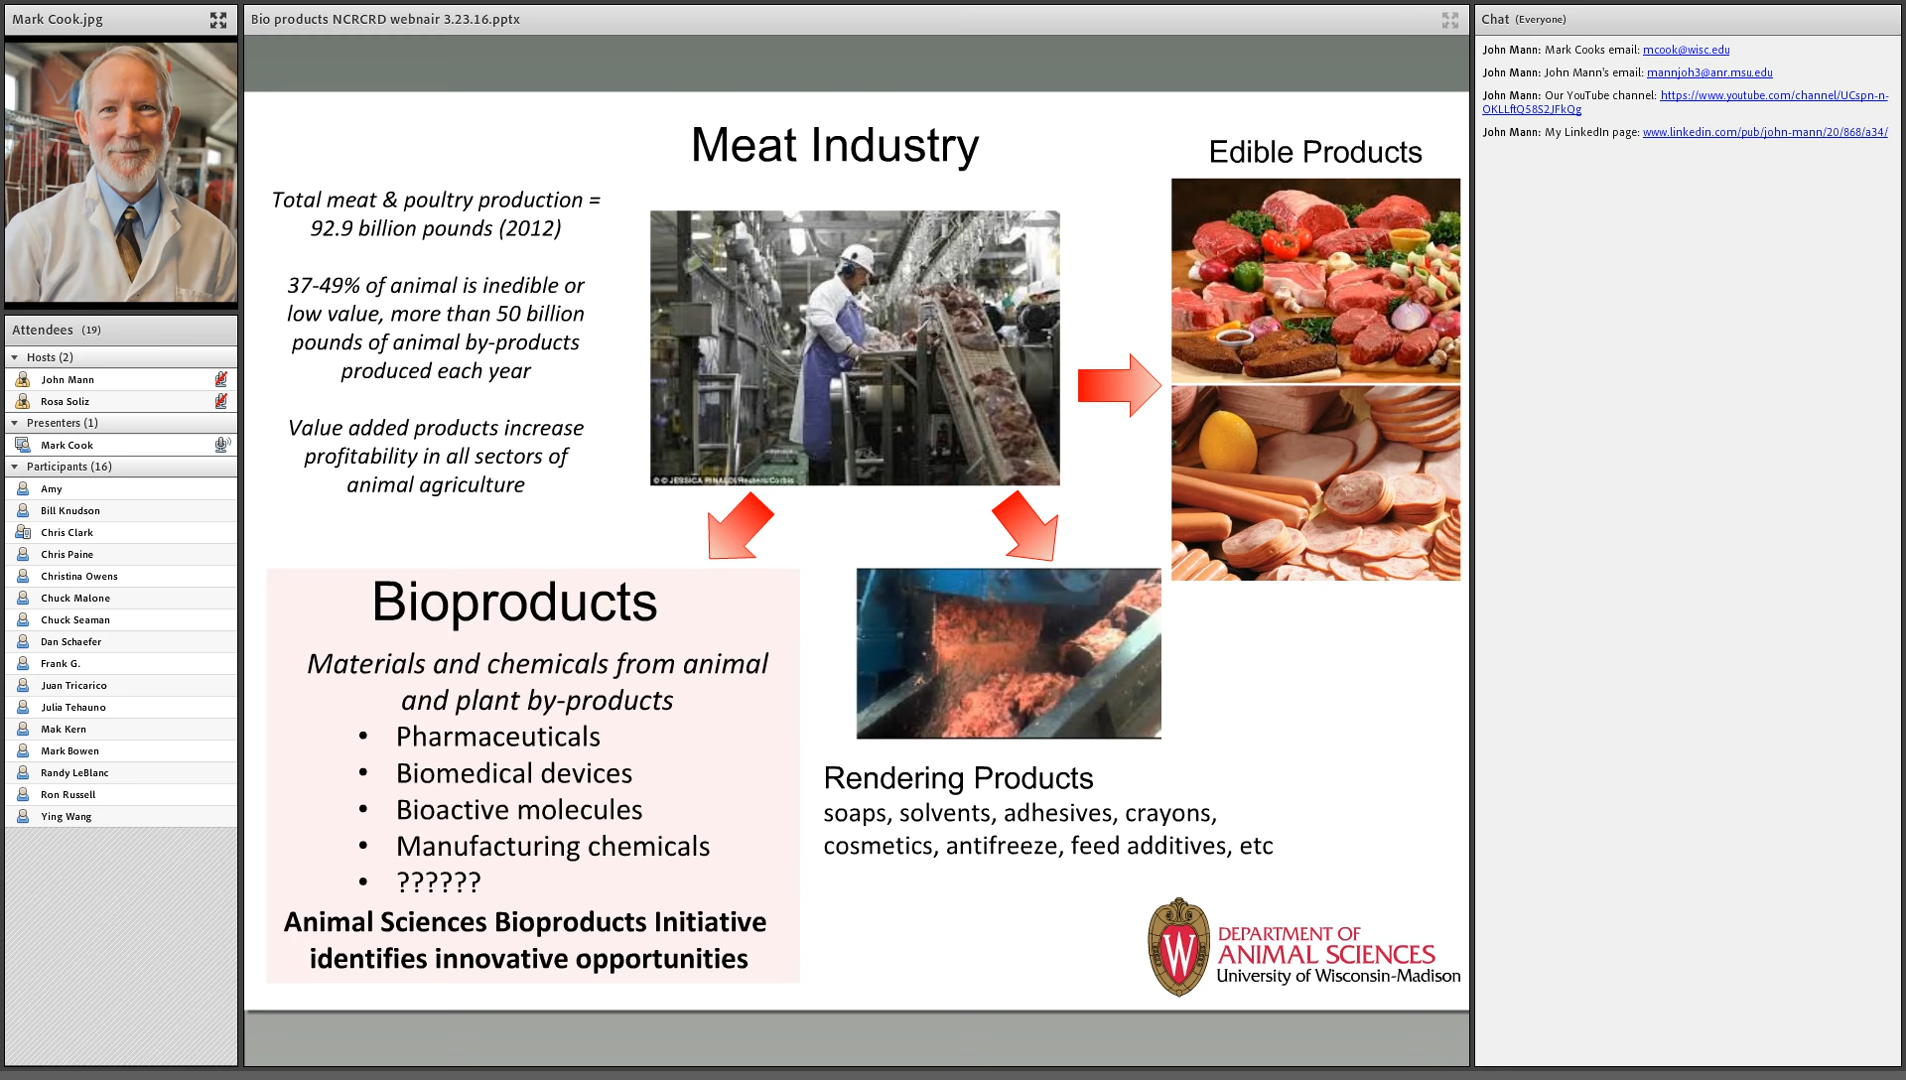 Mark Cook.jpg
Attendees (19)
Hosts (2)
John Mann
Rosa Soliz
Presenters (1)
Mark Cook
Participants (16)
Amy
Bill Knudson
Chris Clark
Chris Paine
Christina Owens
Chuck Malone
Chuck Seaman
Dan Schaefer
Frank G.
Juan Tricarico
Julia Tehauno
Mak Kern
Mark Bowen
Randy LeBlanc
Ron Russell
Ying Wang
Bio products NCRCRD webnair 3.23.16.pptx
Meat Industry
Total meat & poultry production =
92.9 billion pounds (2012)
37-49% of animal is inedible or
low value, more than 50 billion
pounds of animal by-products
produced each year
Value added products increase
profitability in all sectors of
animal agriculture
© JESSICA RINALDI/Reuters/Corbis
Edible Products
Bioproducts
Materials and chemicals from animal
and plant by-products
• Pharmaceuticals
• Biomedical devices
• Bioactive molecules
• Manufacturing chemicals
• ??????
Animal Sciences Bioproducts Initiative
identifies innovative opportunities
Rendering Products
soaps, solvents, adhesives, crayons,
cosmetics, antifreeze, feed additives, etc
W
DEPARTMENT OF
ANIMAL SCIENCES
University of Wisconsin-Madison
Chat (Everyone)
John Mann: Mark Cooks email: mcook@wisc.edu
John Mann: John Mann's email: mannjoh3@anr.msu.edu
John Mann: Our YouTube channel: https://www.youtube.com/channel/UCspn-n-
OKLLftQ58S2JFkQg
John Mann: My LinkedIn page: www.linkedin.com/pub/john-mann/20/868/a34/